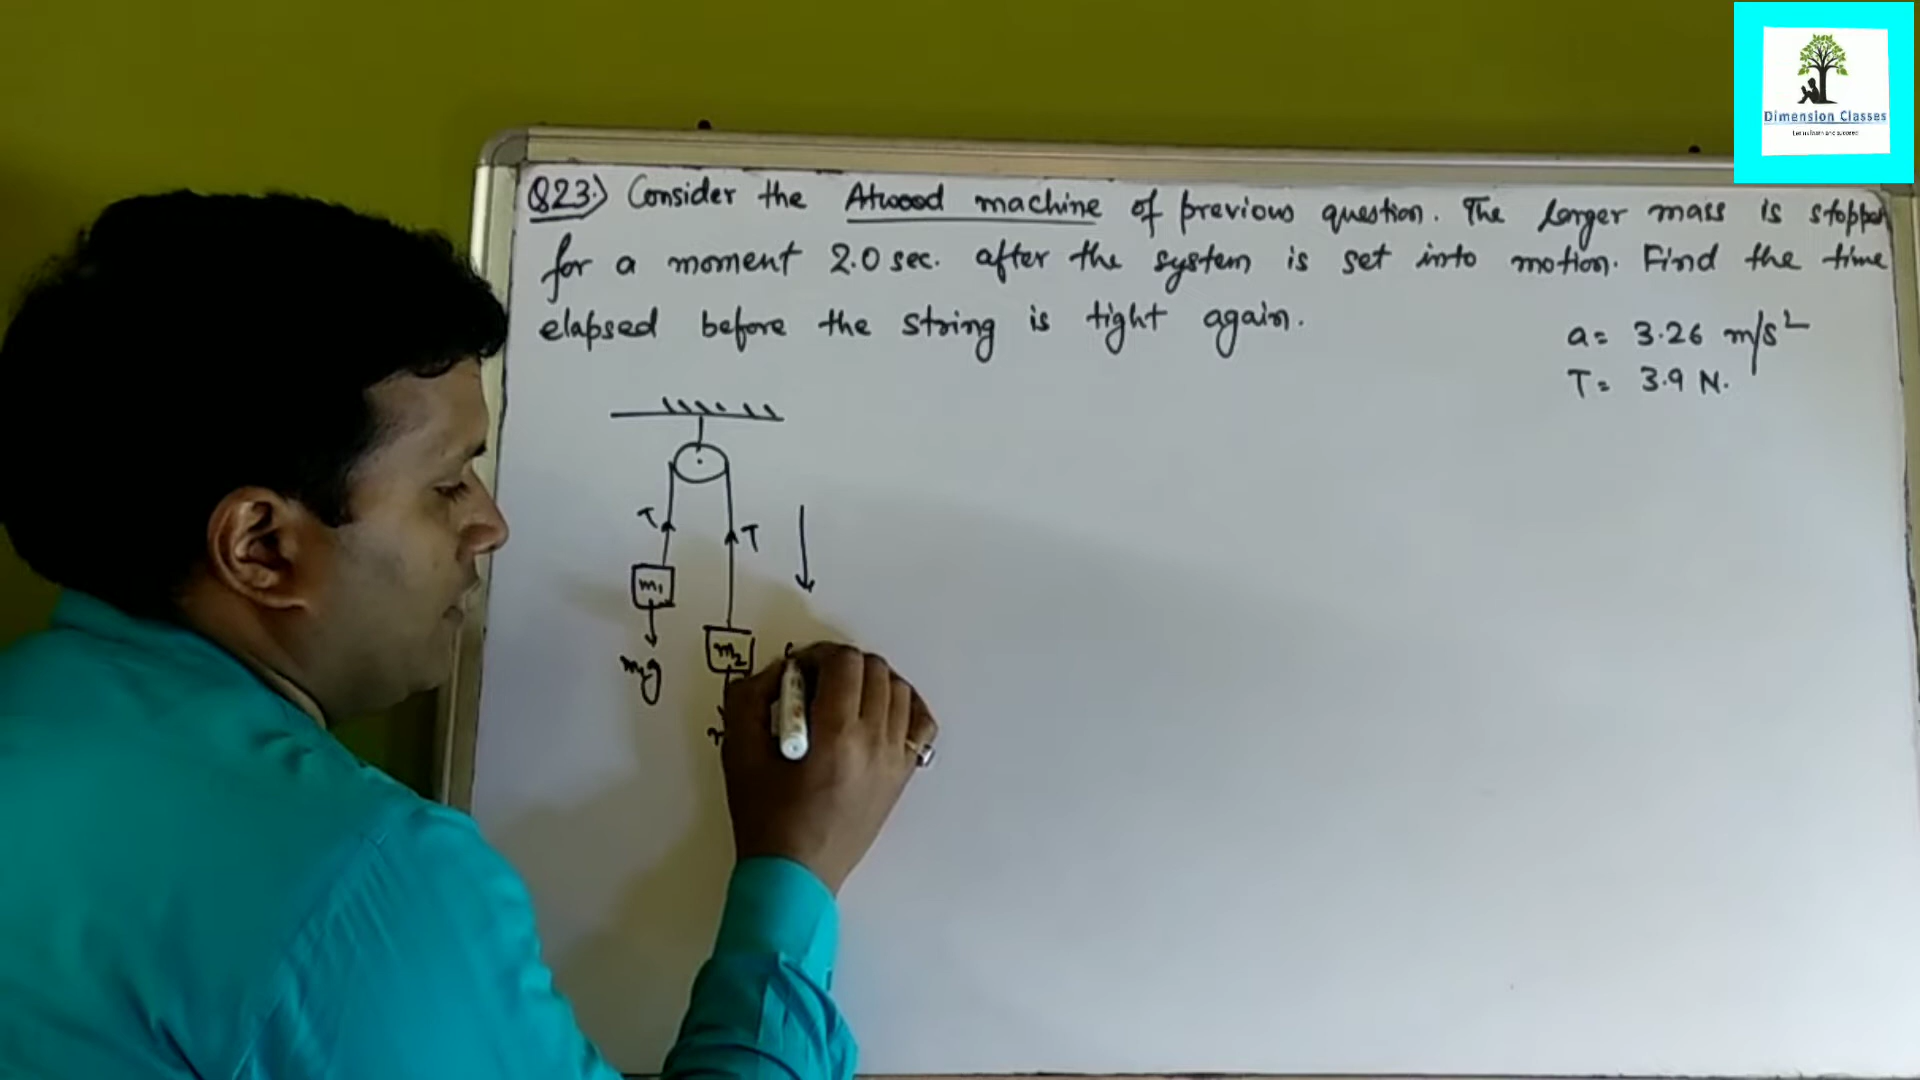 Q23.) Consider the Atwood machine of previous question. The larger mass is stopped
for a moment 2.0 sec. after the system is set into motion. Find the time
elapsed before the string is tight again.
a = 3.26 m/s²
T = 3.9 N.
T
T
m₁
m₂
m₁g
Dimension Classes